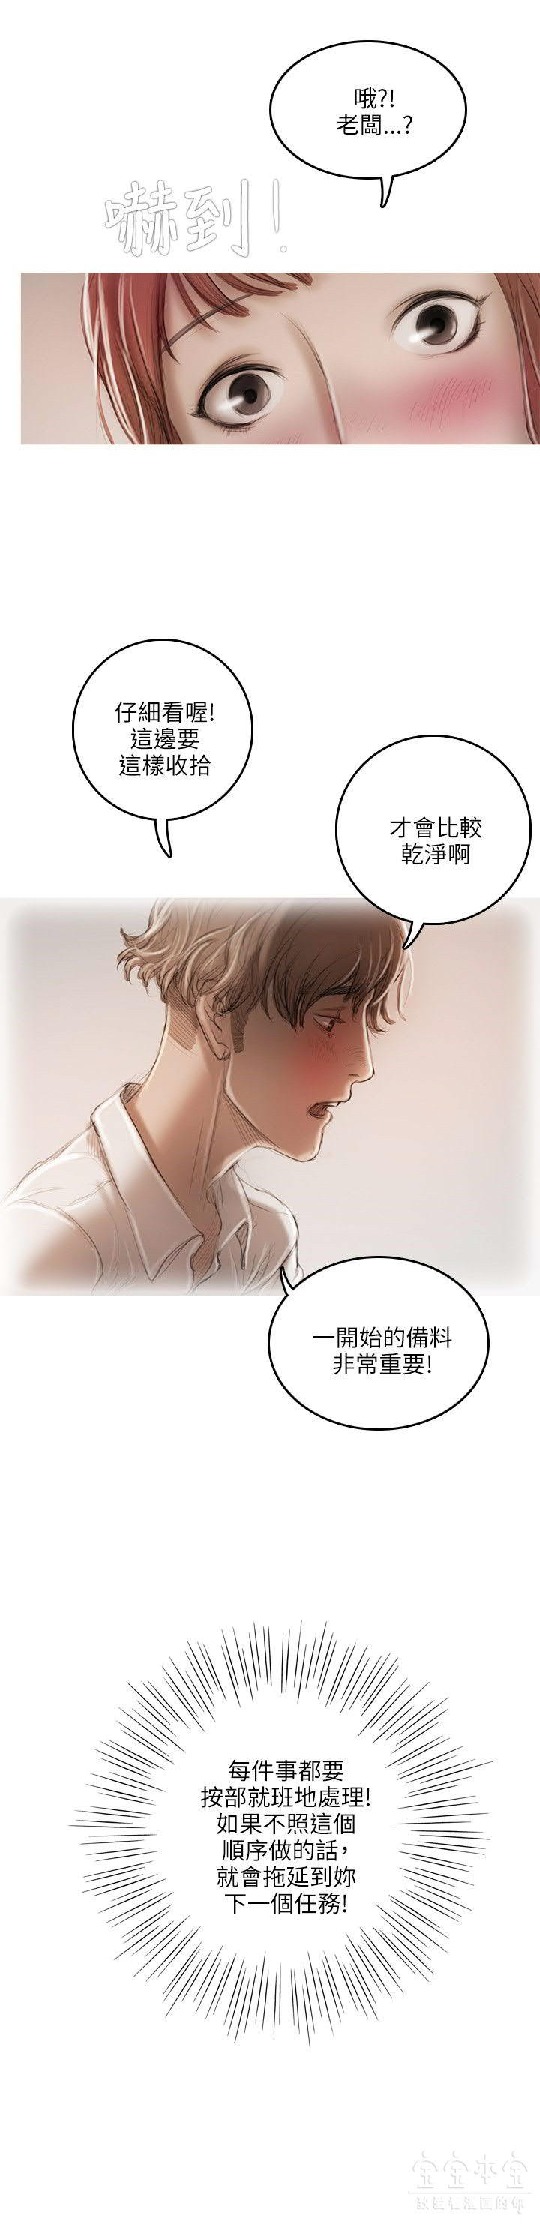 哦?!
老闆...?
嚇到!
仔細看喔!
這邊要
這樣收拾
才會比較
乾淨啊
一開始的備料
非常重要!
每件事都要
按部就班地處理!
如果不照這個
順序做的話,
就會拖延到妳
下一個任務!